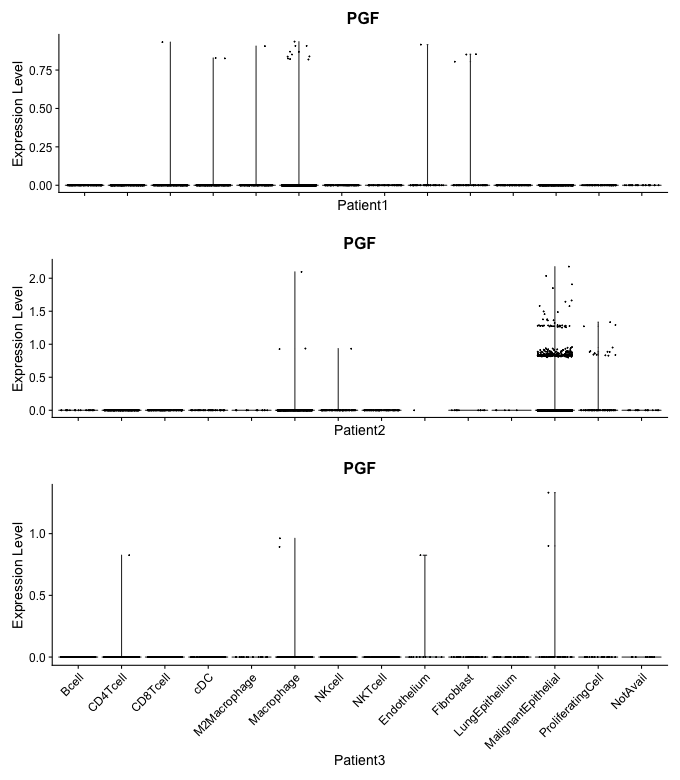 PGF
Expression Level
0.75
0.50
0.25
0.00
Patient1
PGF
Expression Level
2.0
1.5
1.0
0.5
0.0
Patient2
PGF
Expression Level
1.0
0.5
0.0
Bcell
CD4Tcell
CD8Tcell
cDC
M2Macrophage
Macrophage
NKcell
NKTcell
Endothelium
Fibroblast
LungEpithelium
MalignantEpithelial
ProliferatingCell
NotAvail
Patient3